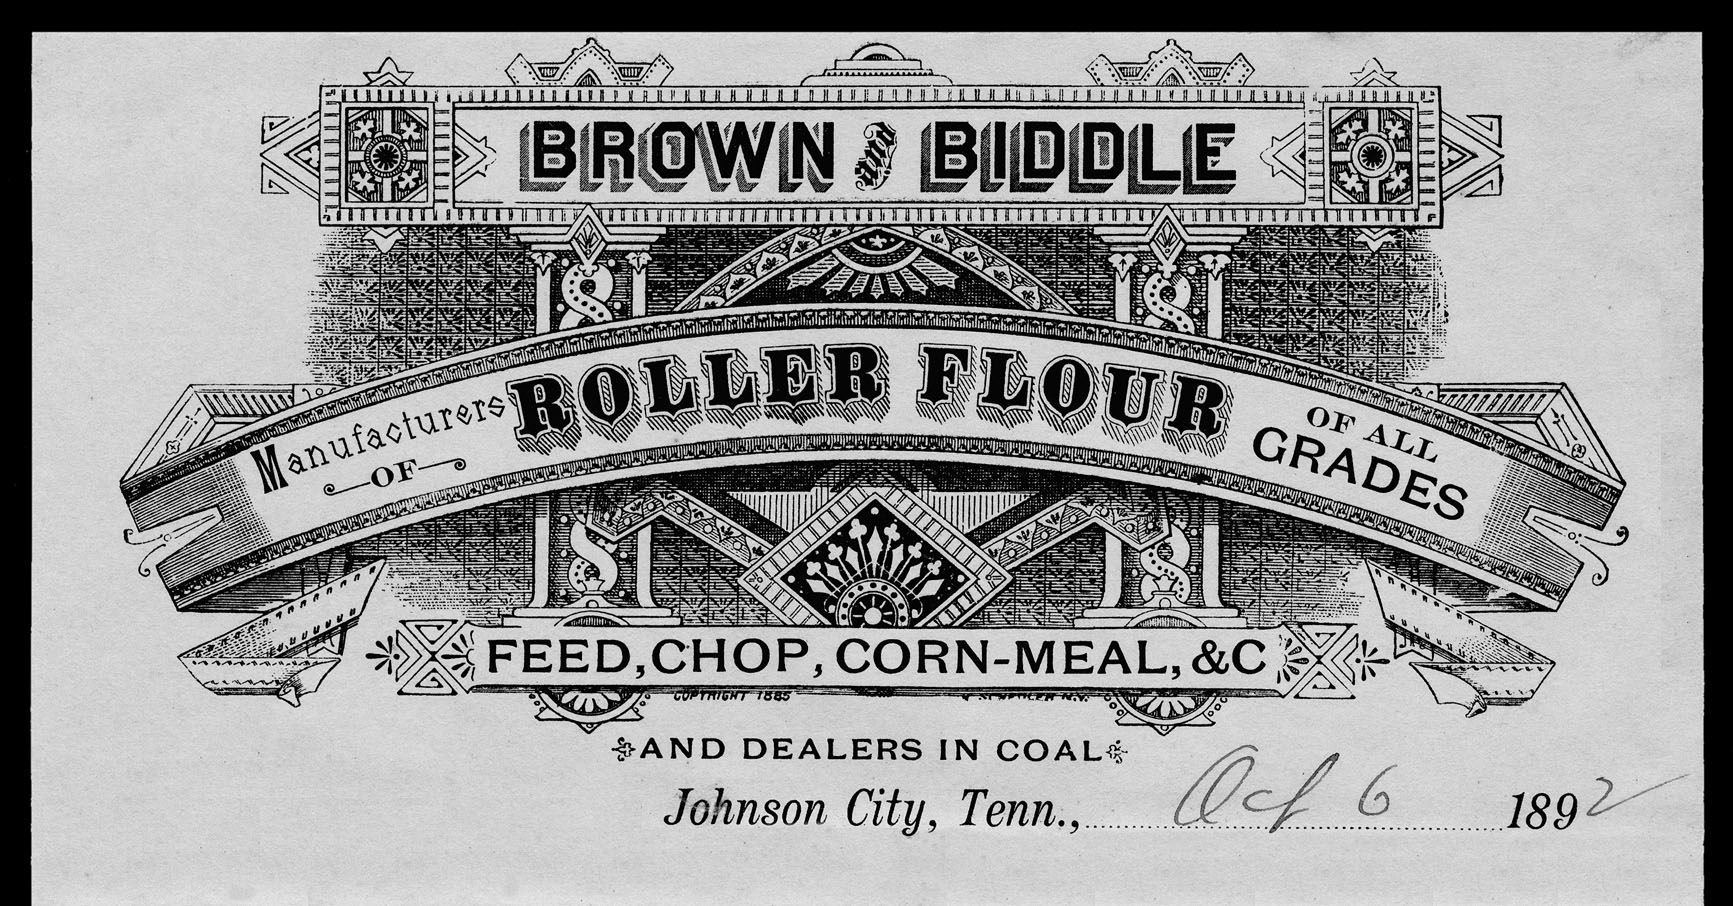 BROWN and BIDDLE
Manufacturers OF ROLLER FLOUR OF ALL GRADES
FEED, CHOP, CORN-MEAL, &C
COPYRIGHT 1885 N.Y.
AND DEALERS IN COAL
Johnson City, Tenn., Oct 6 1892